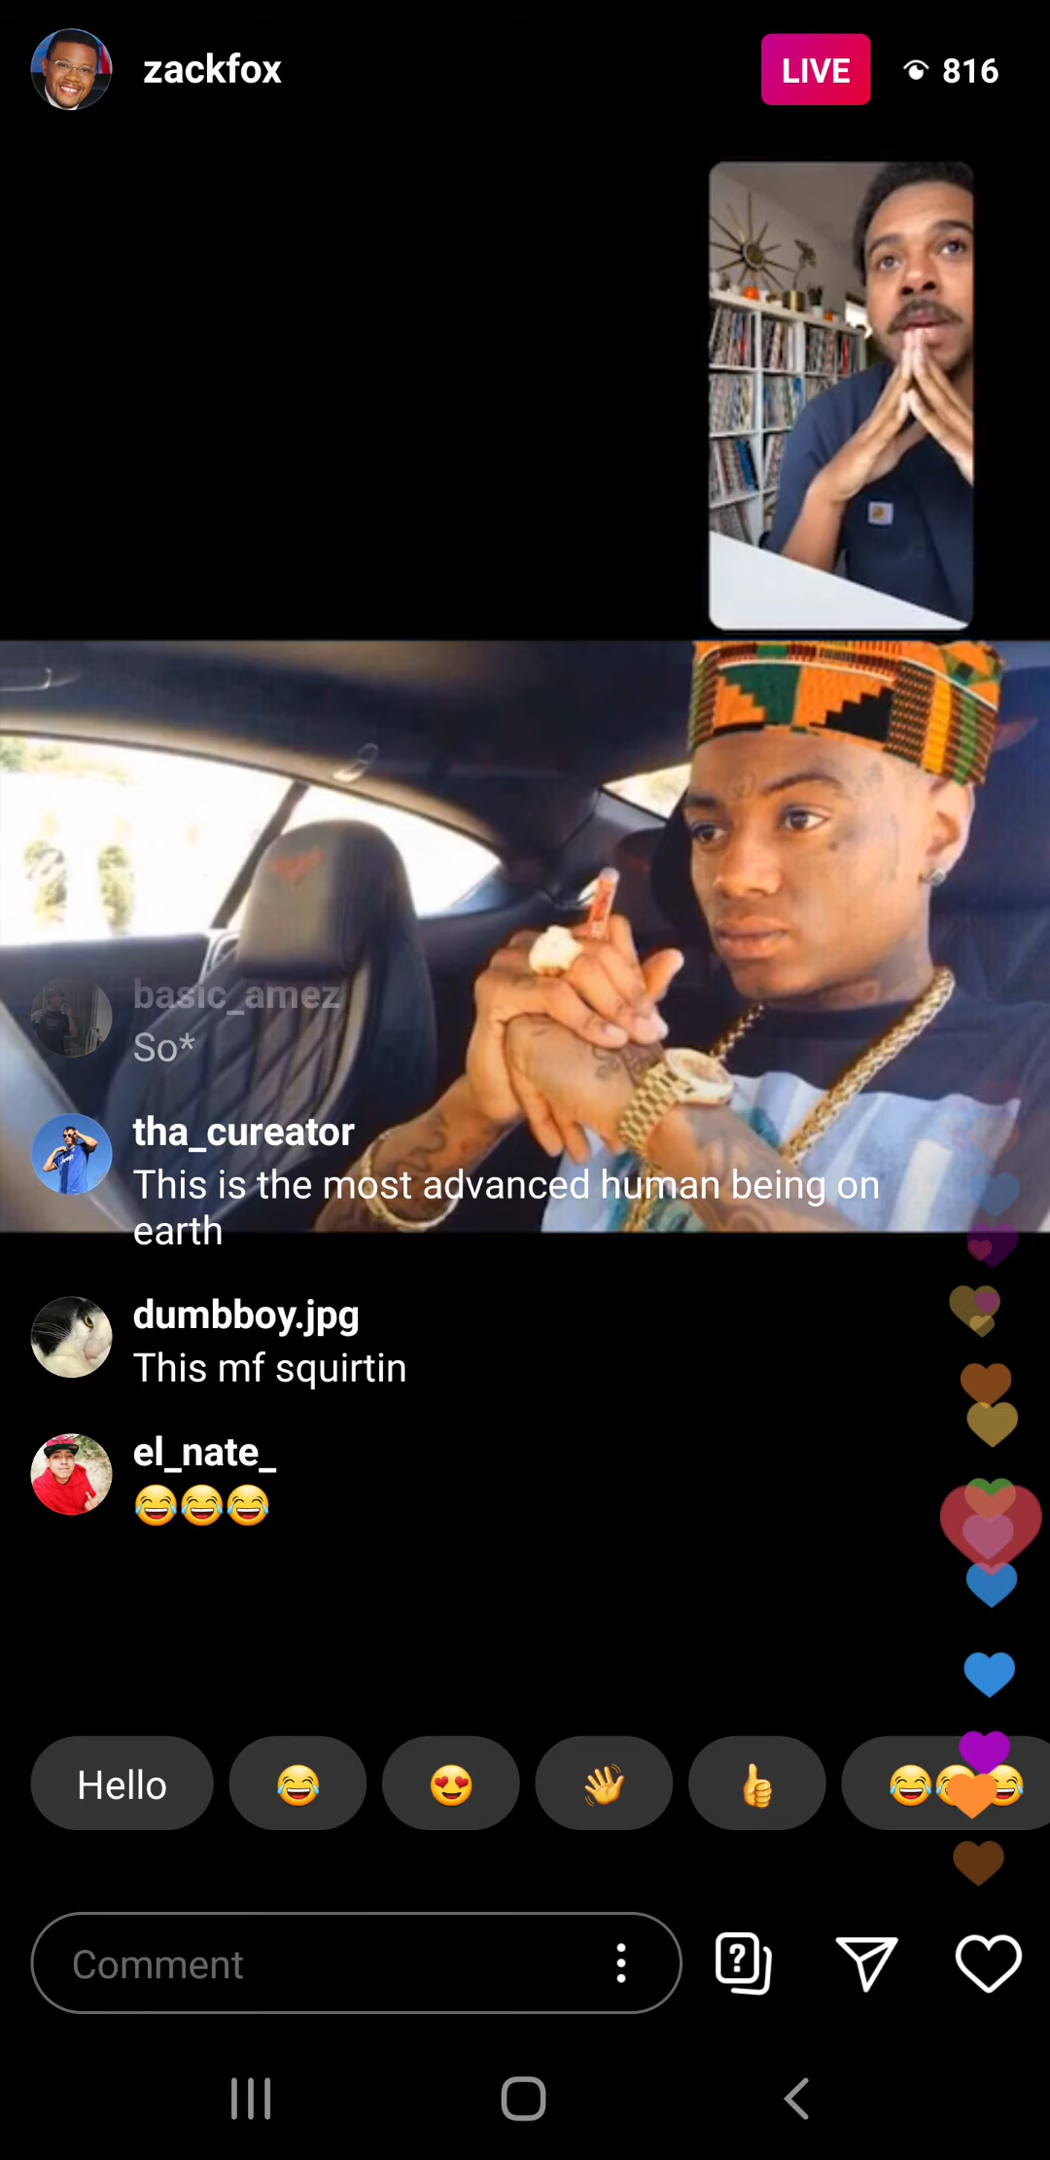 zackfox
LIVE
816
basic_amez
So*
tha_cureator
This is the most advanced human being on
earth
dumbboy.jpg
This mf squirtin
el_nate_
😂😂😂
Hello
Comment
?